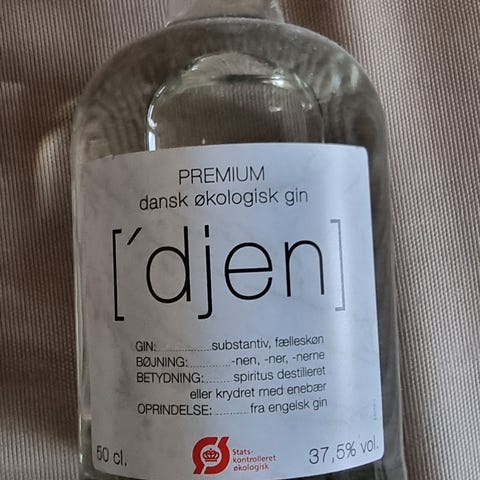 PREMIUM
dansk økologisk gin
[´djen]
GIN:..............substantiv, fælleskøn
BØJNING:............-nen, -ner, -nerne
BETYDNING:....... spiritus destilleret
eller krydret med enebær
OPRINDELSE: .......... fra engelsk gin
50 cl.
Ø
Stats-
kontrolleret
økologisk
37,5% vol.